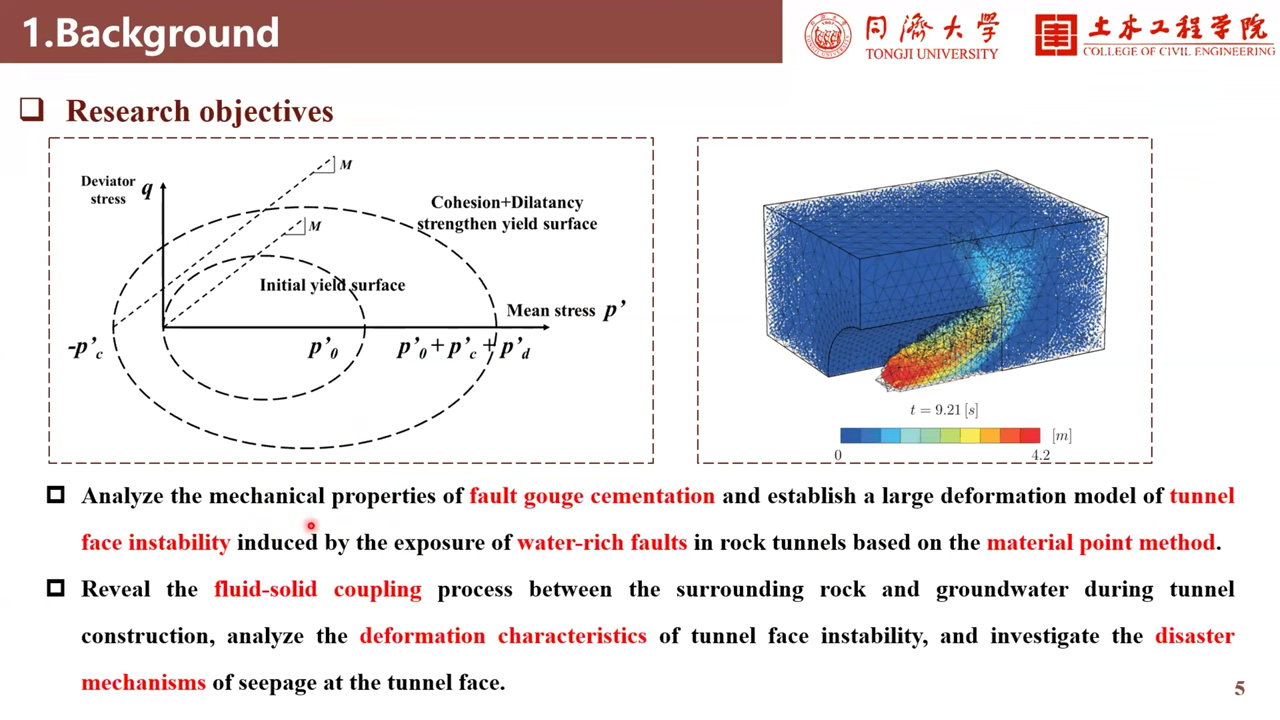 1.Background
同濟大學
TONGJI UNIVERSITY
土木工程学院
COLLEGE OF CIVIL ENGINEERING
Research objectives
Deviator
stress q
M
M
Cohesion+Dilatancy
strengthen yield surface
Initial yield surface
Mean stress p’
-p’c
p’0
p’0+p’c+p’d
t = 9.21 [s]
[m]
0
4.2
Analyze the mechanical properties of fault gouge cementation and establish a large deformation model of tunnel
face instability induced by the exposure of water-rich faults in rock tunnels based on the material point method.
Reveal the fluid-solid coupling process between the surrounding rock and groundwater during tunnel
construction, analyze the deformation characteristics of tunnel face instability, and investigate the disaster
mechanisms of seepage at the tunnel face.
5